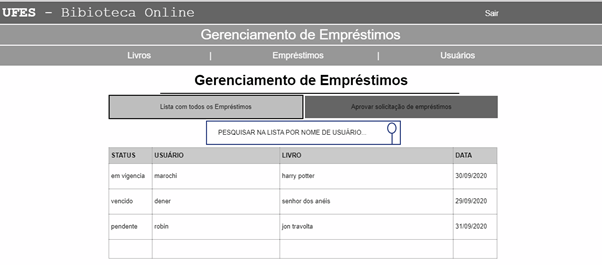 UFES - Bibioteca Online
Sair
Gerenciamento de Empréstimos
Livros | Empréstimos | Usuários
Gerenciamento de Empréstimos
Lista com todos os Empréstimos
Aprovar solicitação de empréstimos
PESQUISAR NA LISTA POR NOME DE USUÁRIO...
STATUS USUÁRIO LIVRO DATA
em vigencia marochi harry potter 30/09/2020
vencido dener senhor dos anéis 29/09/2020
pendente robin jon travolta 31/09/2020